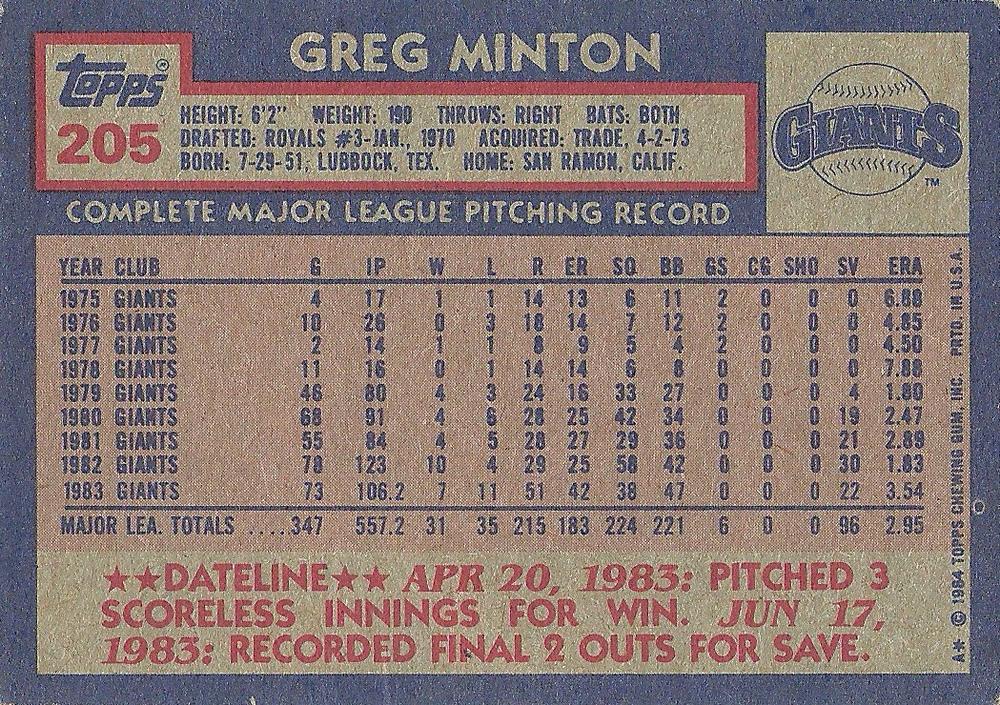 GREG MINTON
Topps®
205
HEIGHT: 6'2" WEIGHT: 190 THROWS: RIGHT BATS: BOTH
DRAFTED: ROYALS #3-JAN., 1970 ACQUIRED: TRADE, 4-2-73
BORN: 7-29-51, LUBBOCK, TEX. HOME: SAN RAMON, CALIF.
GIANTS
TM
COMPLETE MAJOR LEAGUE PITCHING RECORD
YEAR CLUB G IP W L R ER SO BB GS CG SHO SV ERA
1975 GIANTS 4 17 1 1 14 13 6 11 2 0 0 0 6.88
1976 GIANTS 10 26 0 3 18 14 7 12 2 0 0 0 4.85
1977 GIANTS 2 14 1 1 8 9 5 4 2 0 0 0 4.50
1978 GIANTS 11 16 0 1 14 14 6 8 0 0 0 0 7.88
1979 GIANTS 46 80 4 3 24 16 33 27 0 0 0 4 1.80
1980 GIANTS 68 91 4 6 28 25 42 34 0 0 0 19 2.47
1981 GIANTS 55 84 4 5 28 27 29 36 0 0 0 21 2.89
1982 GIANTS 78 123 10 4 29 25 58 42 0 0 0 30 1.83
1983 GIANTS 73 106.2 7 11 51 42 38 47 0 0 0 22 3.54
MAJOR LEA. TOTALS .....347 557.2 31 35 215 183 224 221 6 0 0 96 2.95
★★DATELINE★★ APR 20, 1983: PITCHED 3
SCORELESS INNINGS FOR WIN. JUN 17,
1983: RECORDED FINAL 2 OUTS FOR SAVE.
A* © 1984 TOPPS CHEWING GUM, INC. PRTD. IN U.S.A.